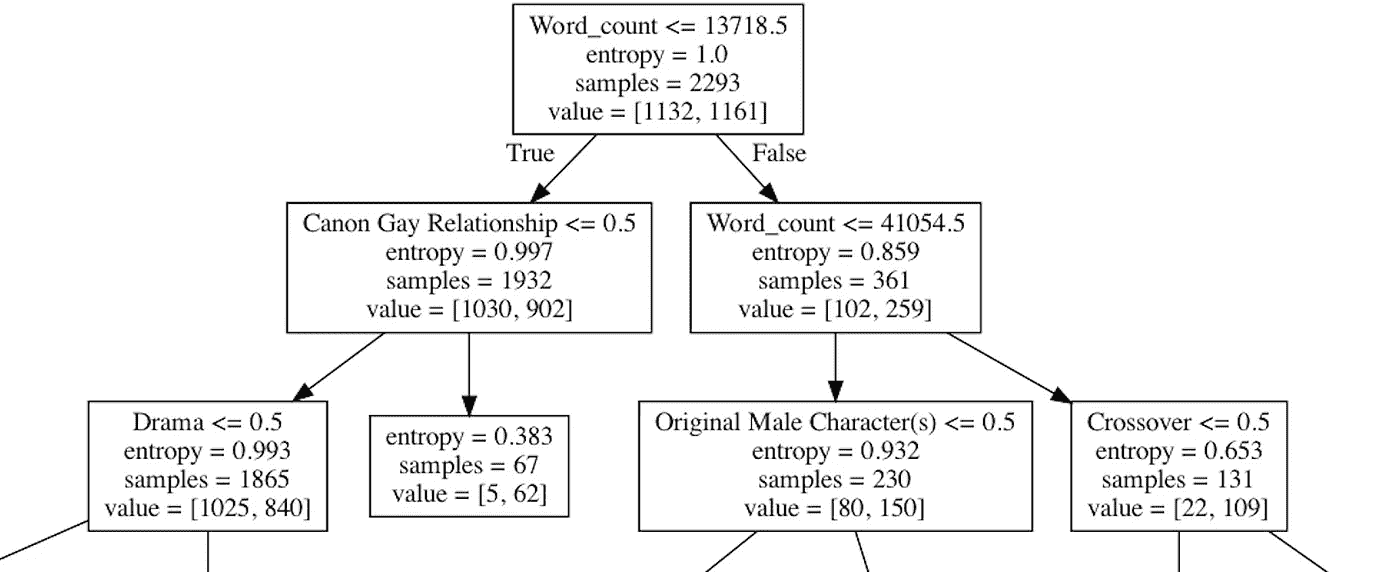 Word_count <= 13718.5
entropy = 1.0
samples = 2293
value = [1132, 1161]
True
False
Canon Gay Relationship <= 0.5
entropy = 0.997
samples = 1932
value = [1030, 902]
Word_count <= 41054.5
entropy = 0.859
samples = 361
value = [102, 259]
Drama <= 0.5
entropy = 0.993
samples = 1865
value = [1025, 840]
entropy = 0.383
samples = 67
value = [5, 62]
Original Male Character(s) <= 0.5
entropy = 0.932
samples = 230
value = [80, 150]
Crossover <= 0.5
entropy = 0.653
samples = 131
value = [22, 109]